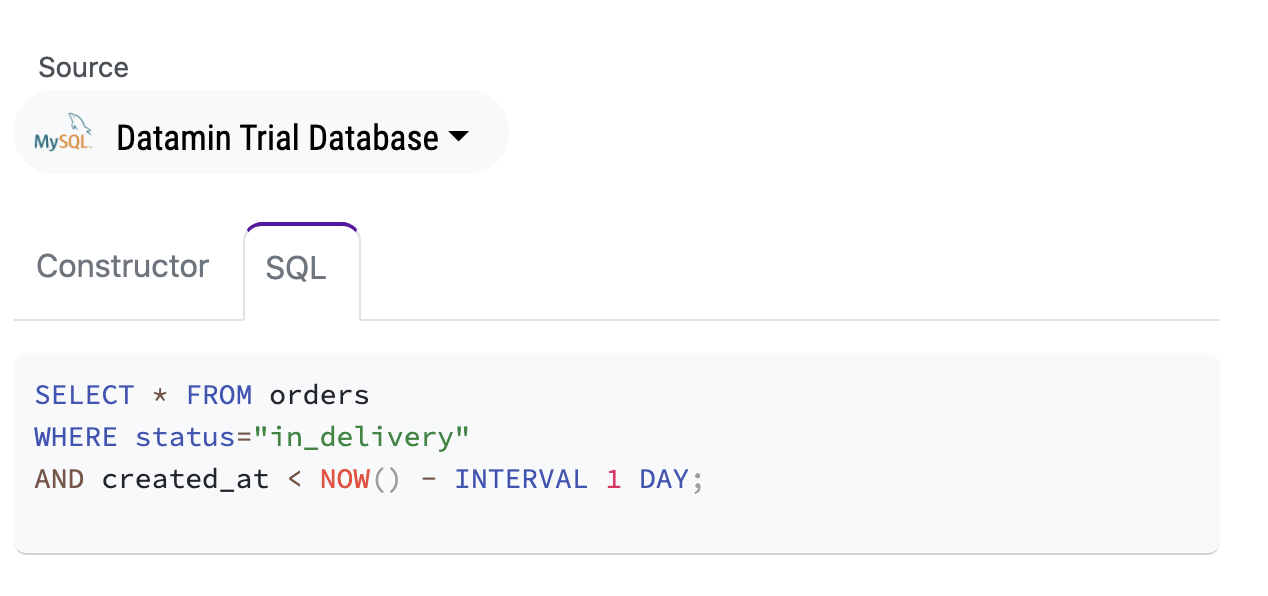 Source
MySQL Datamin Trial Database
Constructor SQL
SELECT * FROM orders
WHERE status="in_delivery"
AND created_at < NOW() - INTERVAL 1 DAY;